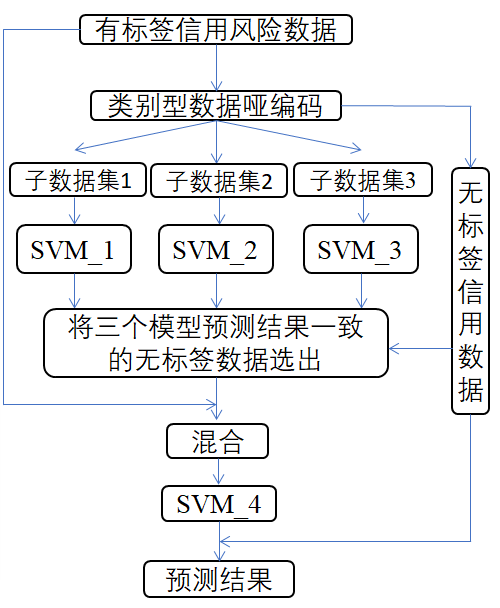 有标签信用风险数据
类别型数据哑编码
子数据集1
子数据集2
子数据集3
SVM_1
SVM_2
SVM_3
无标签信用数据
将三个模型预测结果一致
的无标签数据选出
混合
SVM_4
预测结果